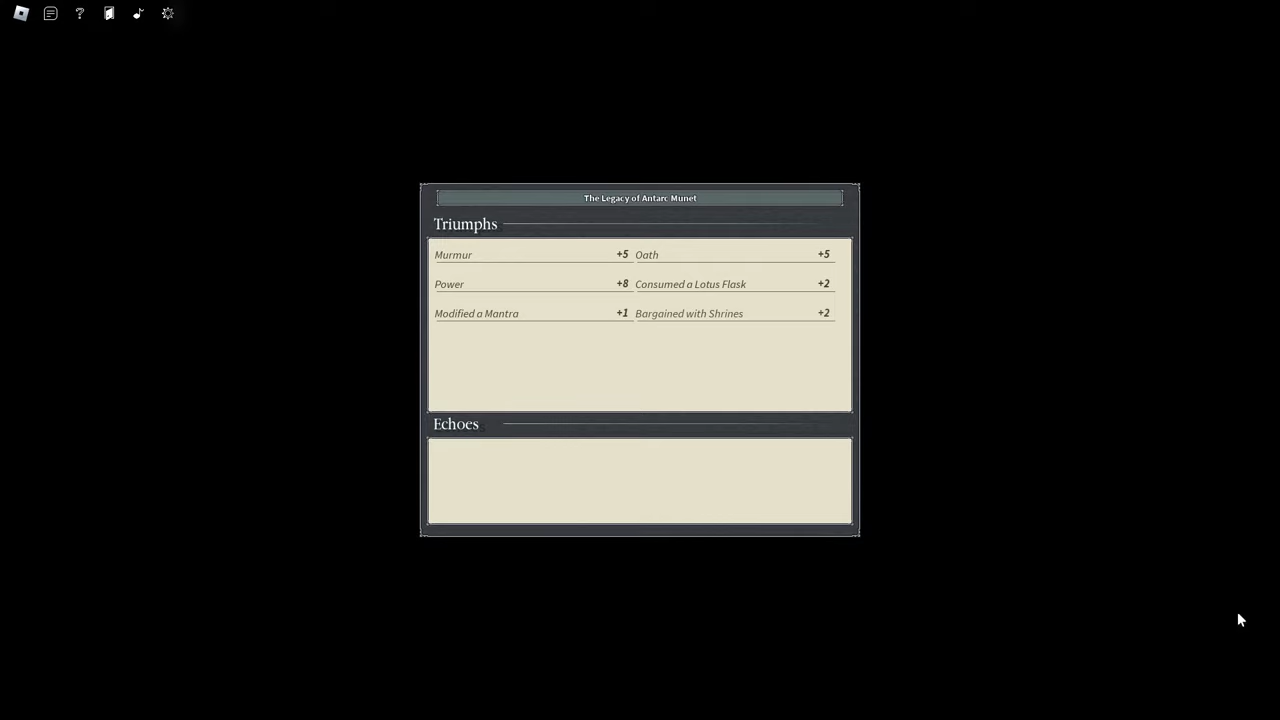 The Legacy of Antarc Munet
Triumphs
Murmur +5 Oath +5
Power +8 Consumed a Lotus Flask +2
Modified a Mantra +1 Bargained with Shrines +2
Echoes